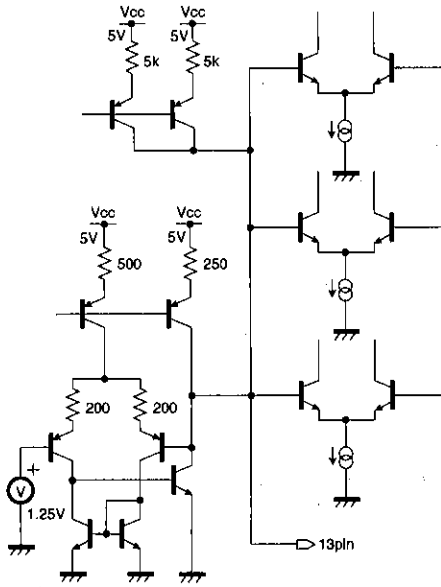 Vcc Vcc
5V 5V
5k 5k
Vcc Vcc
5V 5V
500 250
200 200
+
V
1.25V
13pin